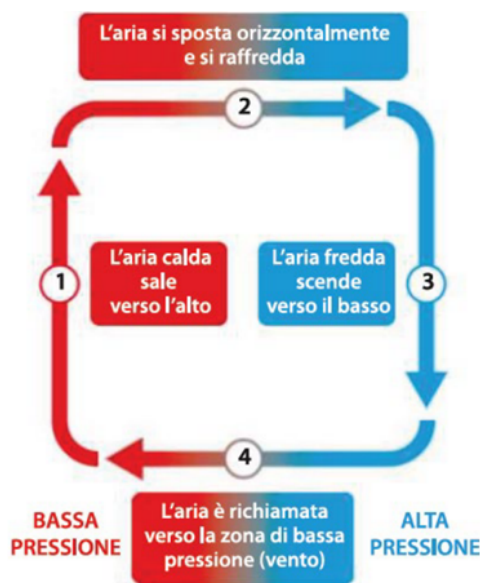 L'aria si sposta orizzontalmente
e si raffredda
2
1
L'aria calda
sale
verso l'alto
L'aria fredda
scende
verso il basso
3
4
BASSA
PRESSIONE
L'aria è richiamata
verso la zona di bassa
pressione (vento)
ALTA
PRESSIONE